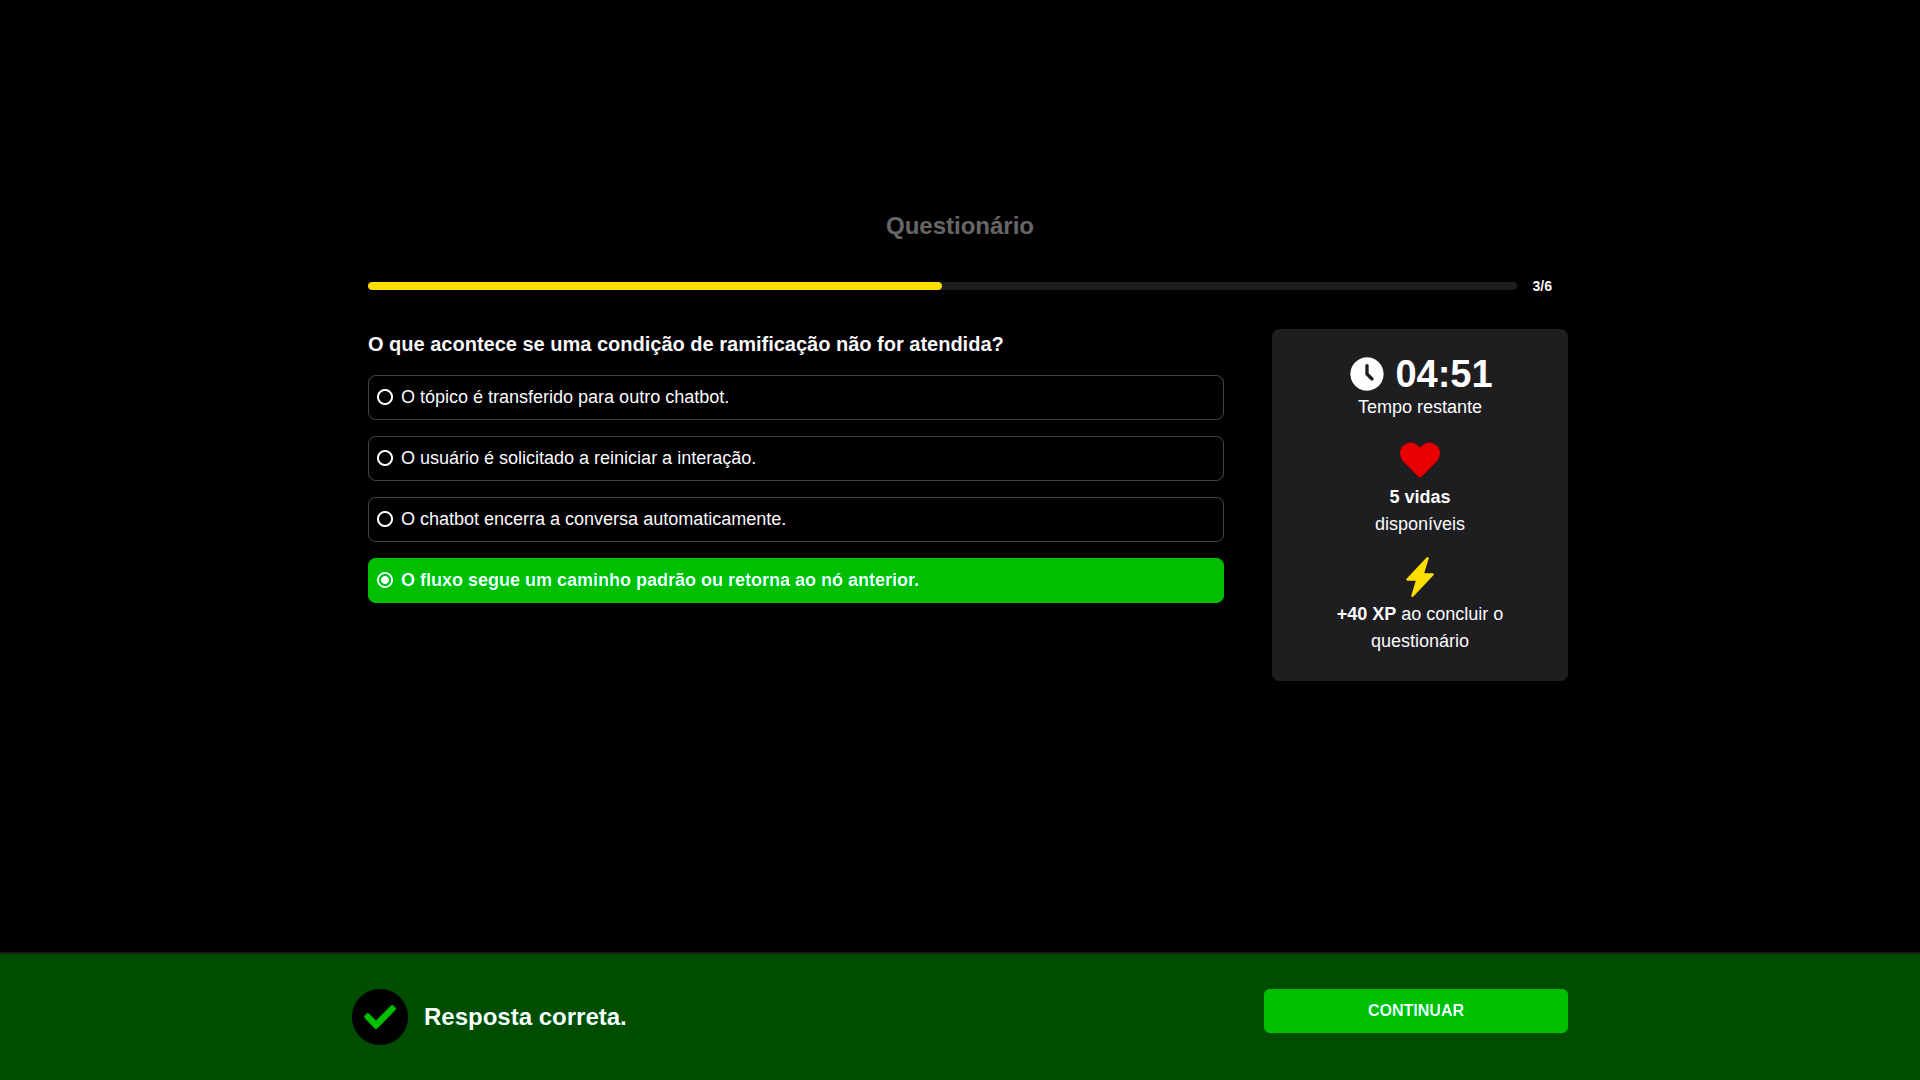 Questionário
3/6
O que acontece se uma condição de ramificação não for atendida?
O tópico é transferido para outro chatbot.
O usuário é solicitado a reiniciar a interação.
O chatbot encerra a conversa automaticamente.
O fluxo segue um caminho padrão ou retorna ao nó anterior.
04:51
Tempo restante
5 vidas
disponíveis
+40 XP ao concluir o
questionário
Resposta correta.
CONTINUAR